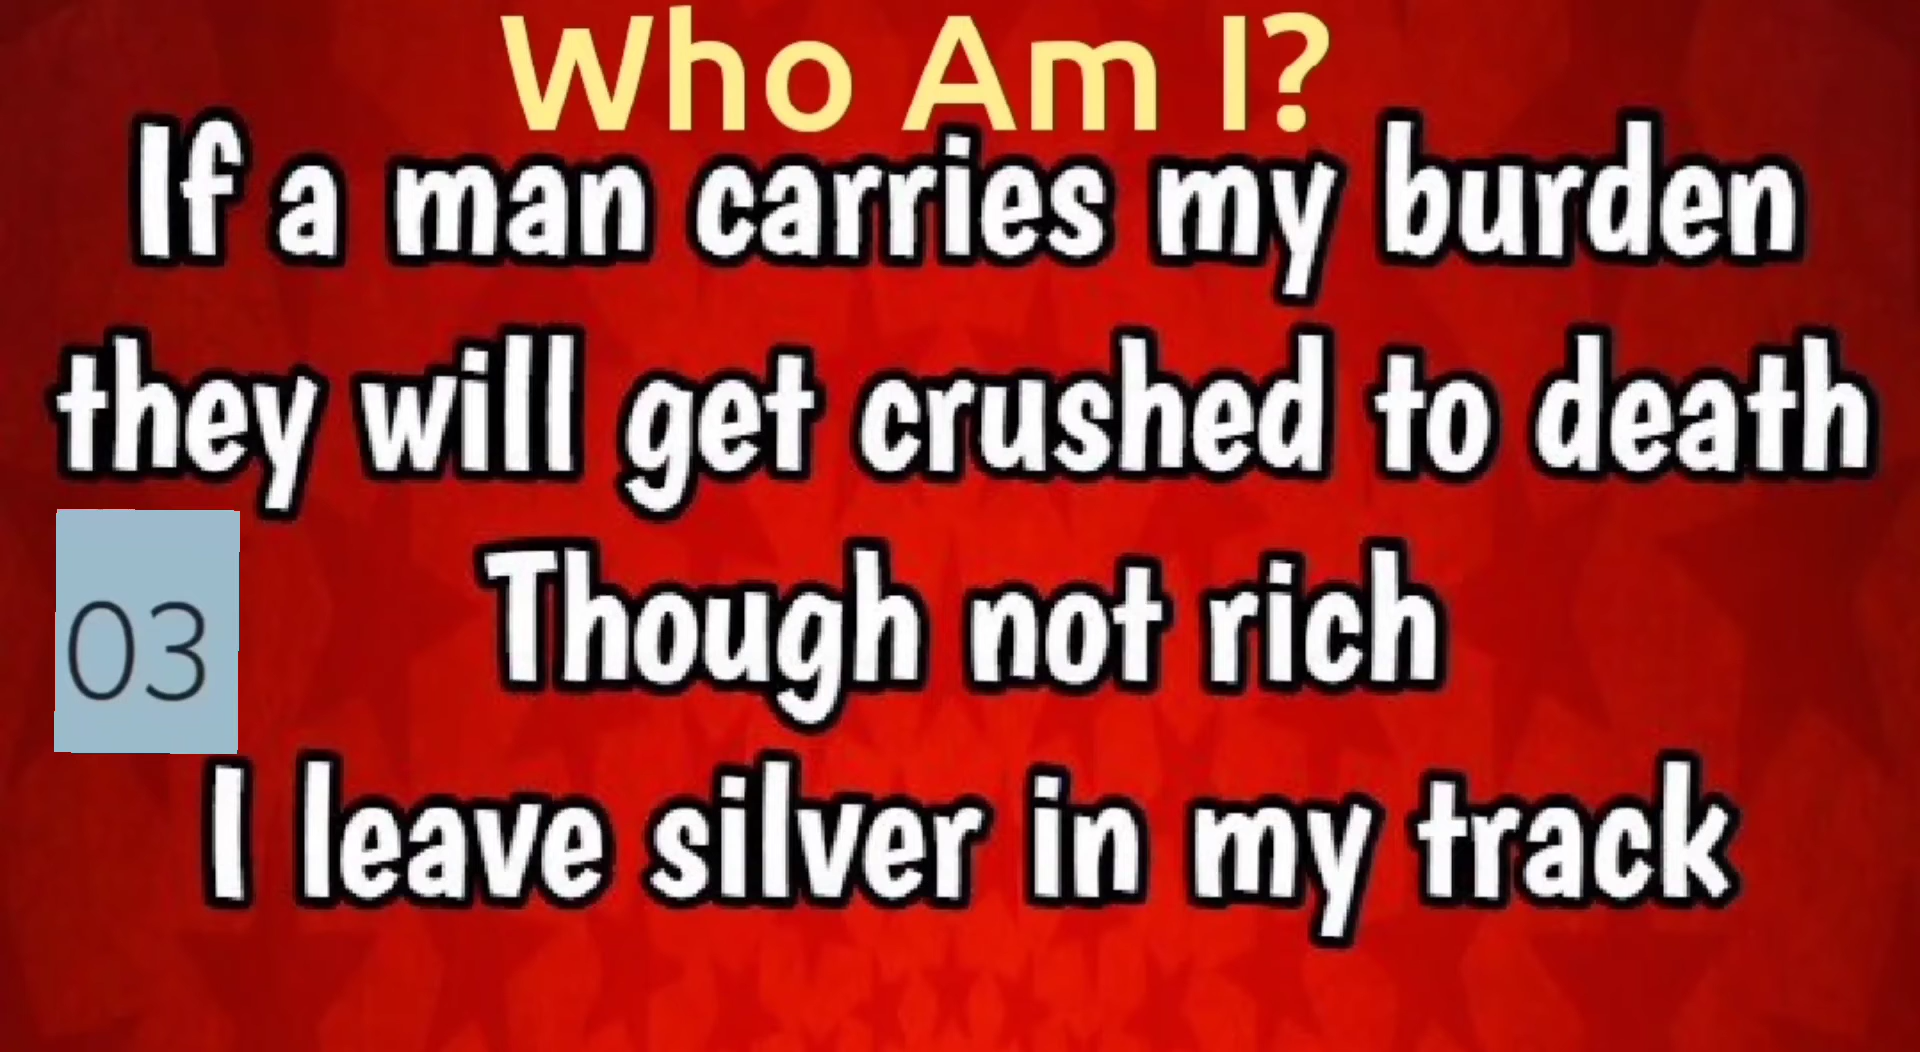 Who Am I?
If a man carries my burden
they will get crushed to death
03
Though not rich
I leave silver in my track